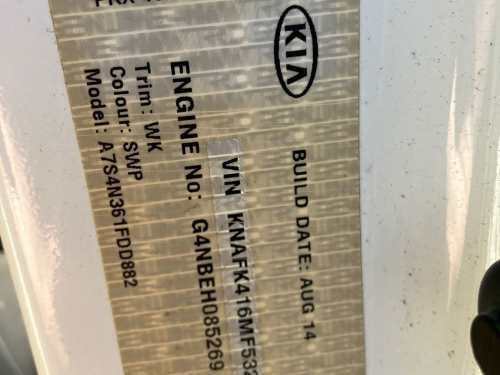 KIA
BUILD DATE: AUG 14
VIN KNAFK416MF532
ENGINE No: G4NBEH085269
Trim: WK
Colour: SWP
Model: A7S4N361FDD882